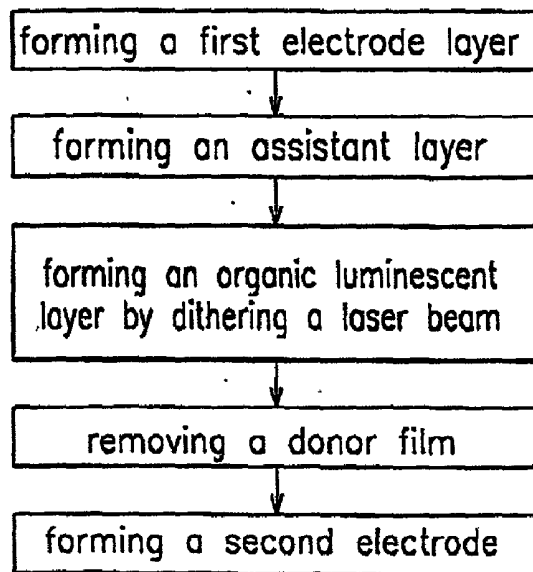 forming a first electrode layer
forming an assistant layer
forming an organic luminescent
layer by dithering a laser beam
removing a donor film
forming a second electrode